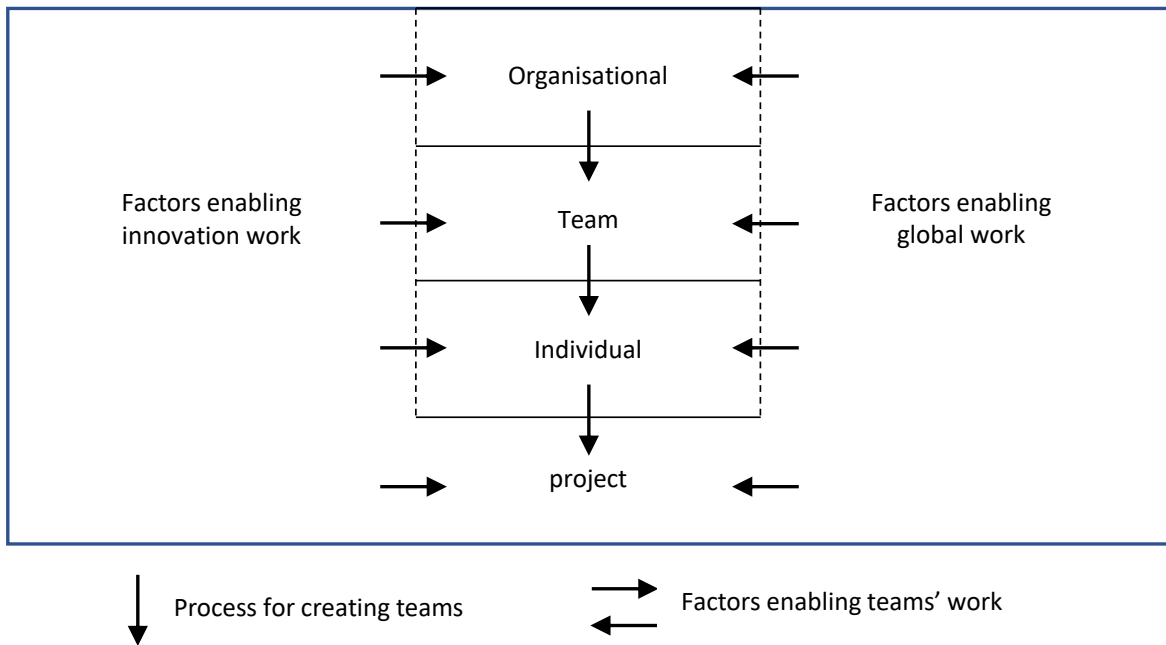 Organisational
Factors enabling
innovation work
Team
Factors enabling
global work
Individual
project
Process for creating teams
Factors enabling teams’ work